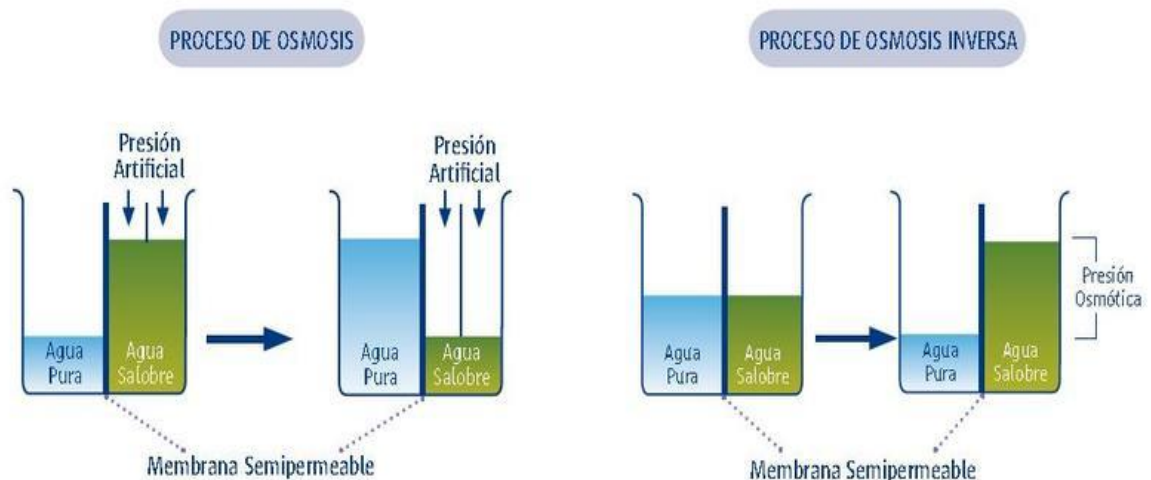 PROCESO DE OSMOSIS
Presión
Artificial
Presión
Artificial
Agua
Pura
Agua
Salobre
Agua
Pura
Agua
Salobre
Membrana Semipermeable
PROCESO DE OSMOSIS INVERSA
Agua
Pura
Agua
Salobre
Agua
Pura
Agua
Salobre
Presión
Osmótica
Membrana Semipermeable